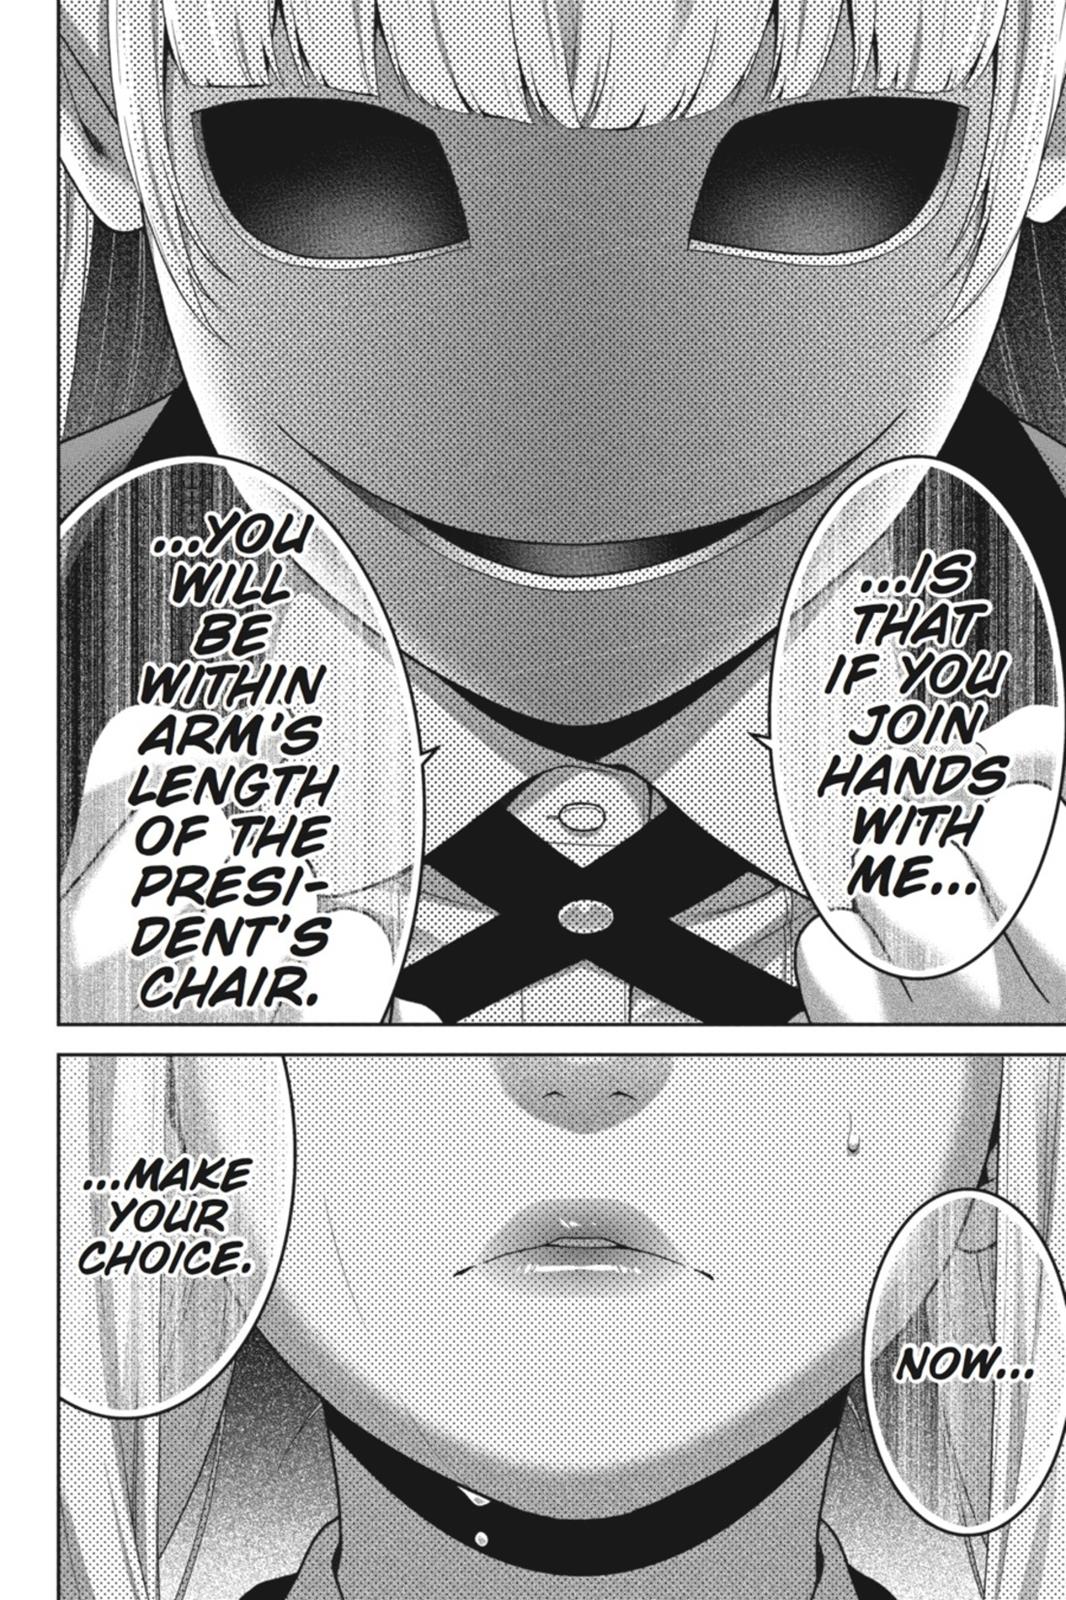 ...IS
THAT
IF YOU
JOIN
HANDS
WITH
ME...
...YOU
WILL
BE
WITHIN
ARM'S
LENGTH
OF THE
PRESI-
DENT'S
CHAIR.
NOW...
...MAKE
YOUR
CHOICE.